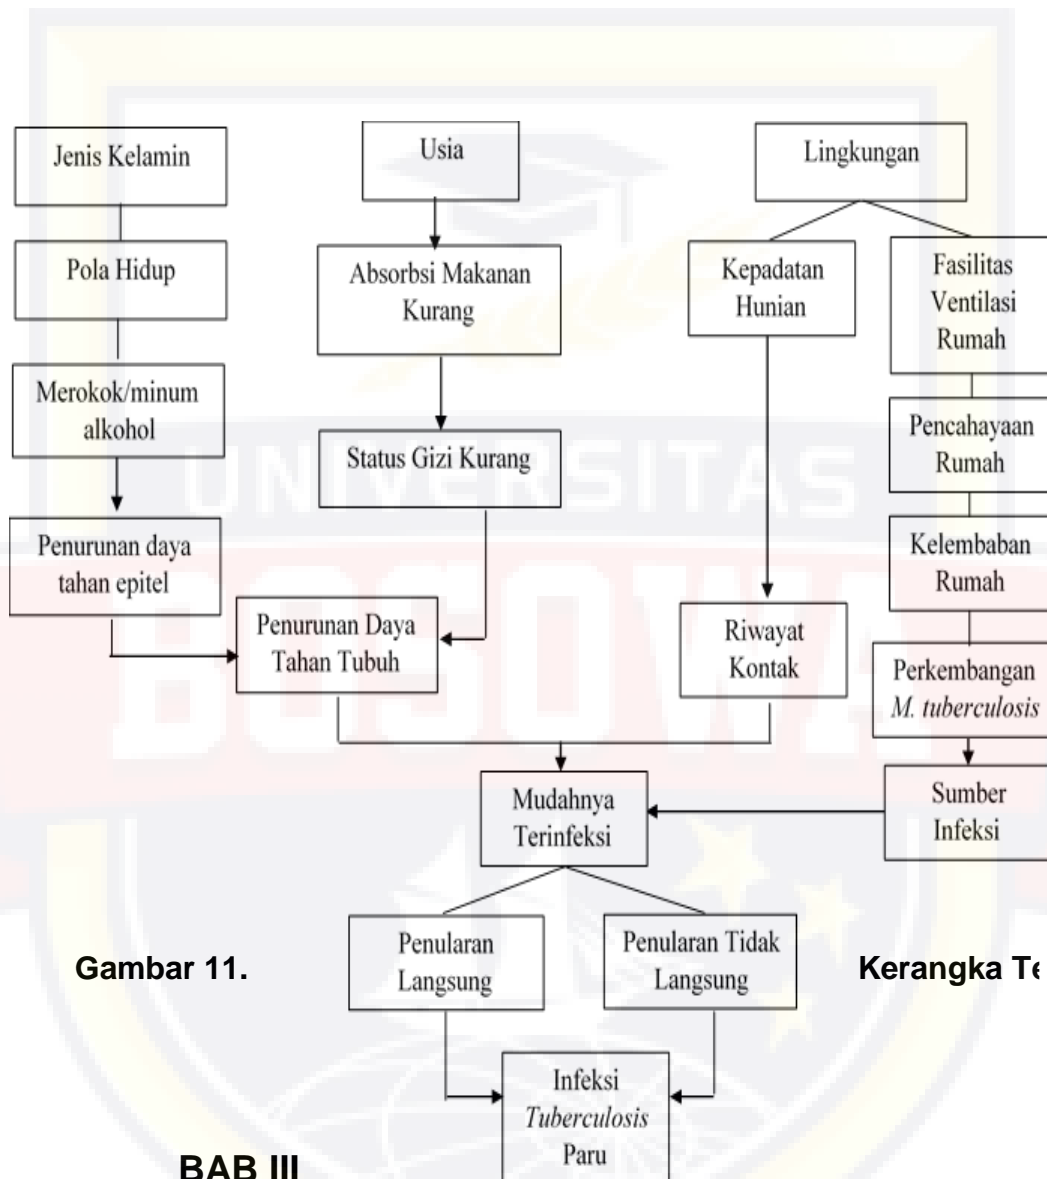 Jenis Kelamin
Usia
Lingkungan
Pola Hidup
Absorbsi Makanan
Kurang
Kepadatan
Hunian
Fasilitas
Ventilasi
Rumah
Merokok/minum
alkohol
Status Gizi Kurang
Pencahayaan
Rumah
Penurunan daya
tahan epitel
Kelembaban
Rumah
Penurunan Daya
Tahan Tubuh
Riwayat
Kontak
Perkembangan
M. tuberculosis
Mudahnya
Terinfeksi
Sumber
Infeksi
Penularan
Langsung
Penularan Tidak
Langsung
Gambar 11.
Kerangka
Infeksi
Tuberculosis
Paru
BAB III
UNIVERSITAS
BOSOWA